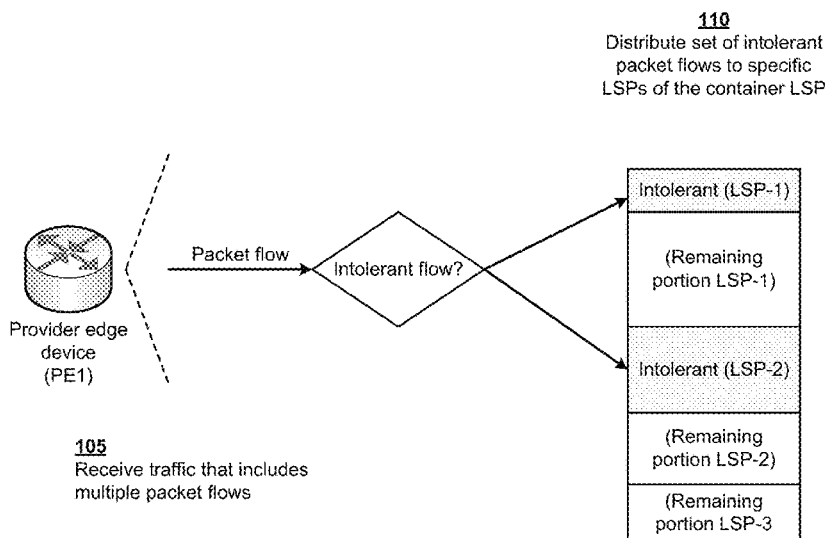 110
Distribute set of intolerant
packet flows to specific
LSPs of the container LSP
Intolerant (LSP-1)
Packet flow
Intolerant flow?
(Remaining
portion LSP-1)
Provider edge
device
(PE1)
Intolerant (LSP-2)
105
Receive traffic that includes
multiple packet flows
(Remaining
portion LSP-2)
(Remaining
portion LSP-3